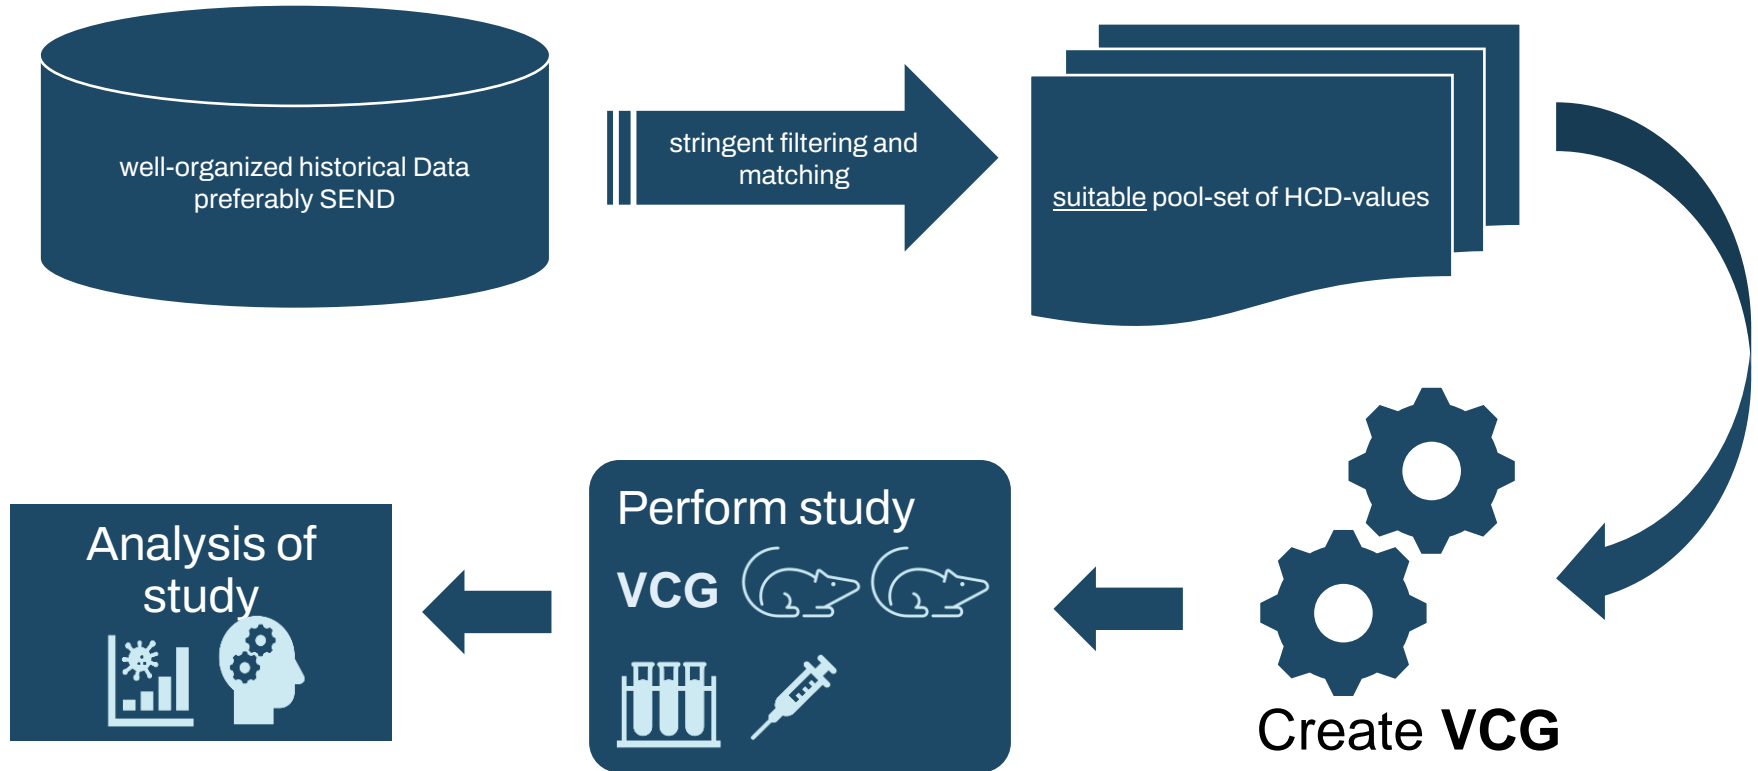 well-organized historical Data
preferably SEND
stringent filtering and
matching
suitable pool-set of HCD-values
Create VCG
Perform study
VCG
Analysis of
study